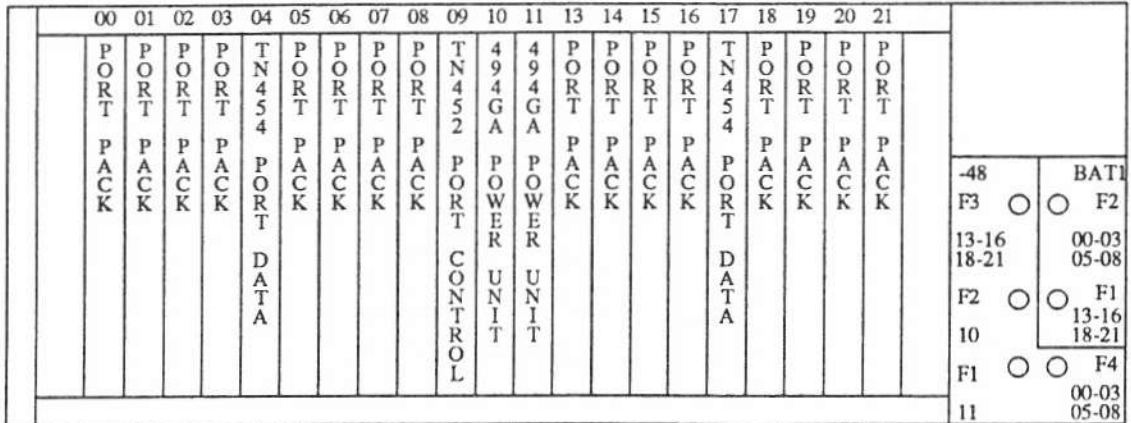 00 01 02 03 04 05 06 07 08 09 10 11 13 14 15 16 17 18 19 20 21
PORT PACK
PORT PACK
PORT PACK
PORT PACK
TN454 PORT DATA
PORT PACK
PORT PACK
PORT PACK
PORT PACK
TN452 PORT CONTROL
494GA POWER UNIT
494GA POWER UNIT
PORT PACK
PORT PACK
PORT PACK
PORT PACK
TN454 PORT DATA
PORT PACK
PORT PACK
PORT PACK
PORT PACK
-48 BAT1
F3 F2
13-16 00-03
18-21 05-08
F2 F1
13-16
10 18-21
F1 F4
00-03
11 05-08